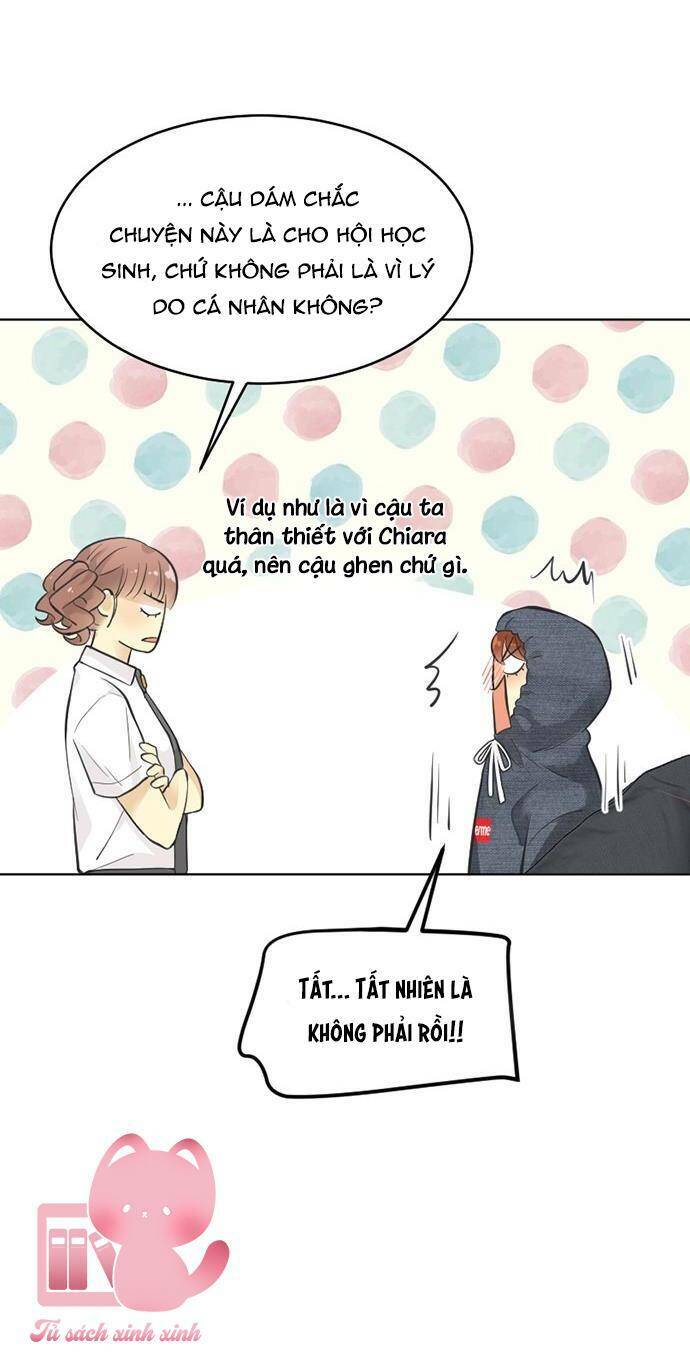 ... CẬU DÁM CHẮC
CHUYỆN NÀY LÀ CHO HỘI HỌC
SINH, CHỨ KHÔNG PHẢI LÀ VÌ LÝ
DO CÁ NHÂN KHÔNG?
Ví dụ như là vì cậu ta
thân thiết với Chiara
quá, nên cậu ghen chứ gì.
eme
TẤT... TẤT NHIÊN LÀ
KHÔNG PHẢI RỒI!!
Tủ sách xinh xinh